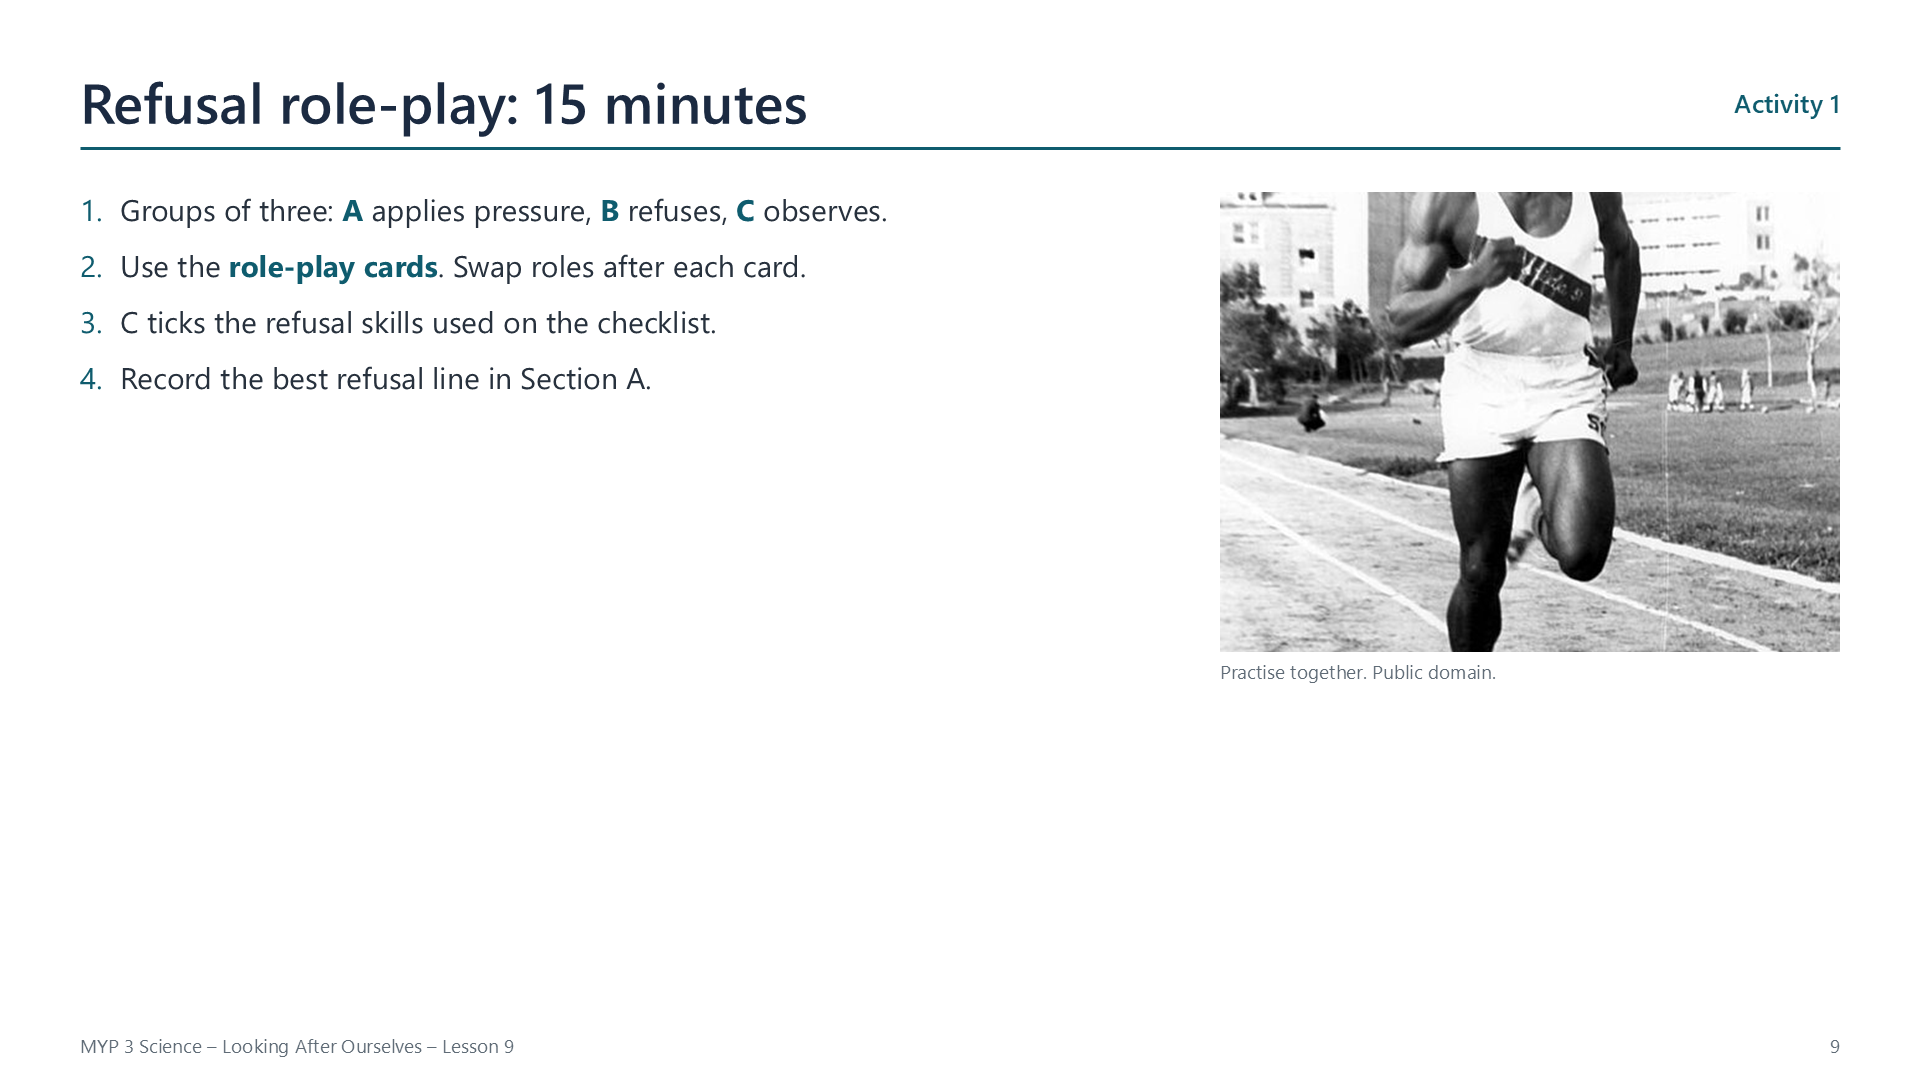 Refusal role-play: 15 minutes
Activity 1
1. Groups of three: A applies pressure, B refuses, C observes.
2. Use the role-play cards. Swap roles after each card.
3. C ticks the refusal skills used on the checklist.
4. Record the best refusal line in Section A.
Practise together. Public domain.
MYP 3 Science – Looking After Ourselves – Lesson 9
9